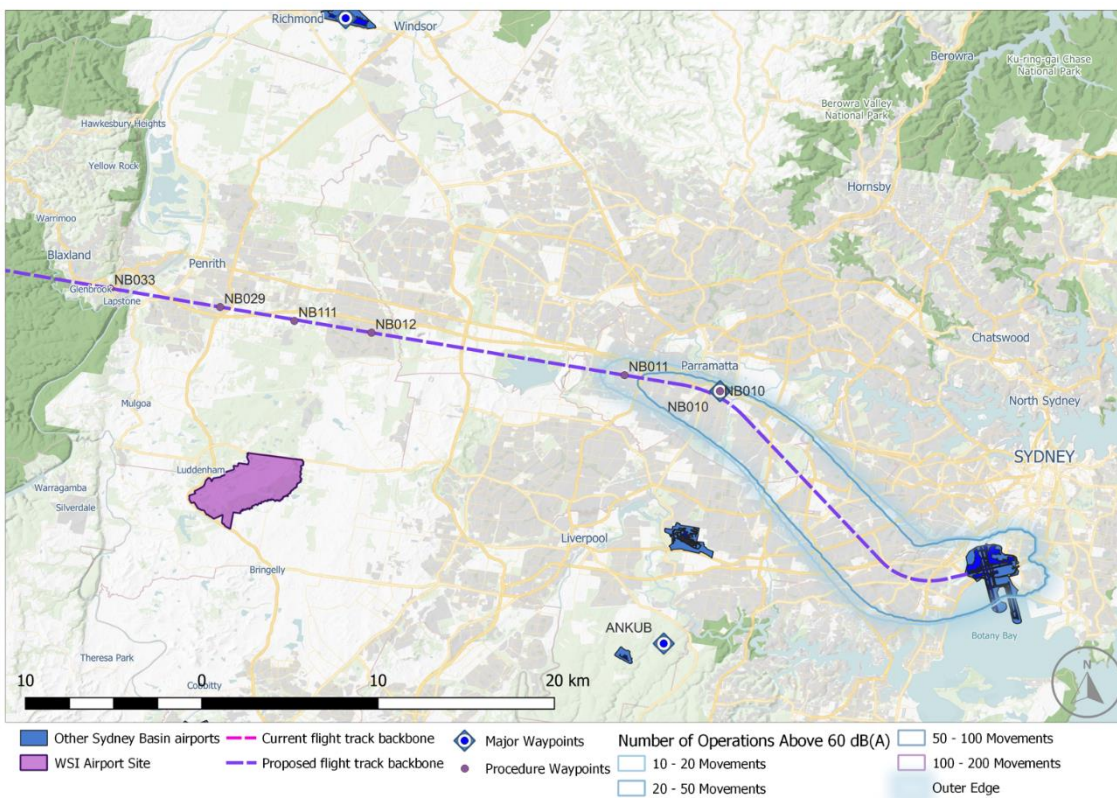 Richmond
Windsor
Berowra
Ku-ring-gai Chase
National Park
Berowra Valley
National Park
Hawkesbury Heights
Yellow Rock
Hornsby
Warrimoo
Blaxland
Penrith
NB033
Glenbrook
Lapstone
NB029
NB111
NB012
Chatswood
Parramatta
NB011
NB010
NB010
North Sydney
Mulgoa
SYDNEY
Luddenham
Warragamba
Silverdale
Liverpool
Bringelly
ANKUB
Botany Bay
Theresa Park
Cobbitty
N
10 0 10 20 km
Other Sydney Basin airports
WSI Airport Site
Current flight track backbone
Proposed flight track backbone
Major Waypoints
Procedure Waypoints
Number of Operations Above 60 dB(A)
10 - 20 Movements
20 - 50 Movements
50 - 100 Movements
100 - 200 Movements
Outer Edge